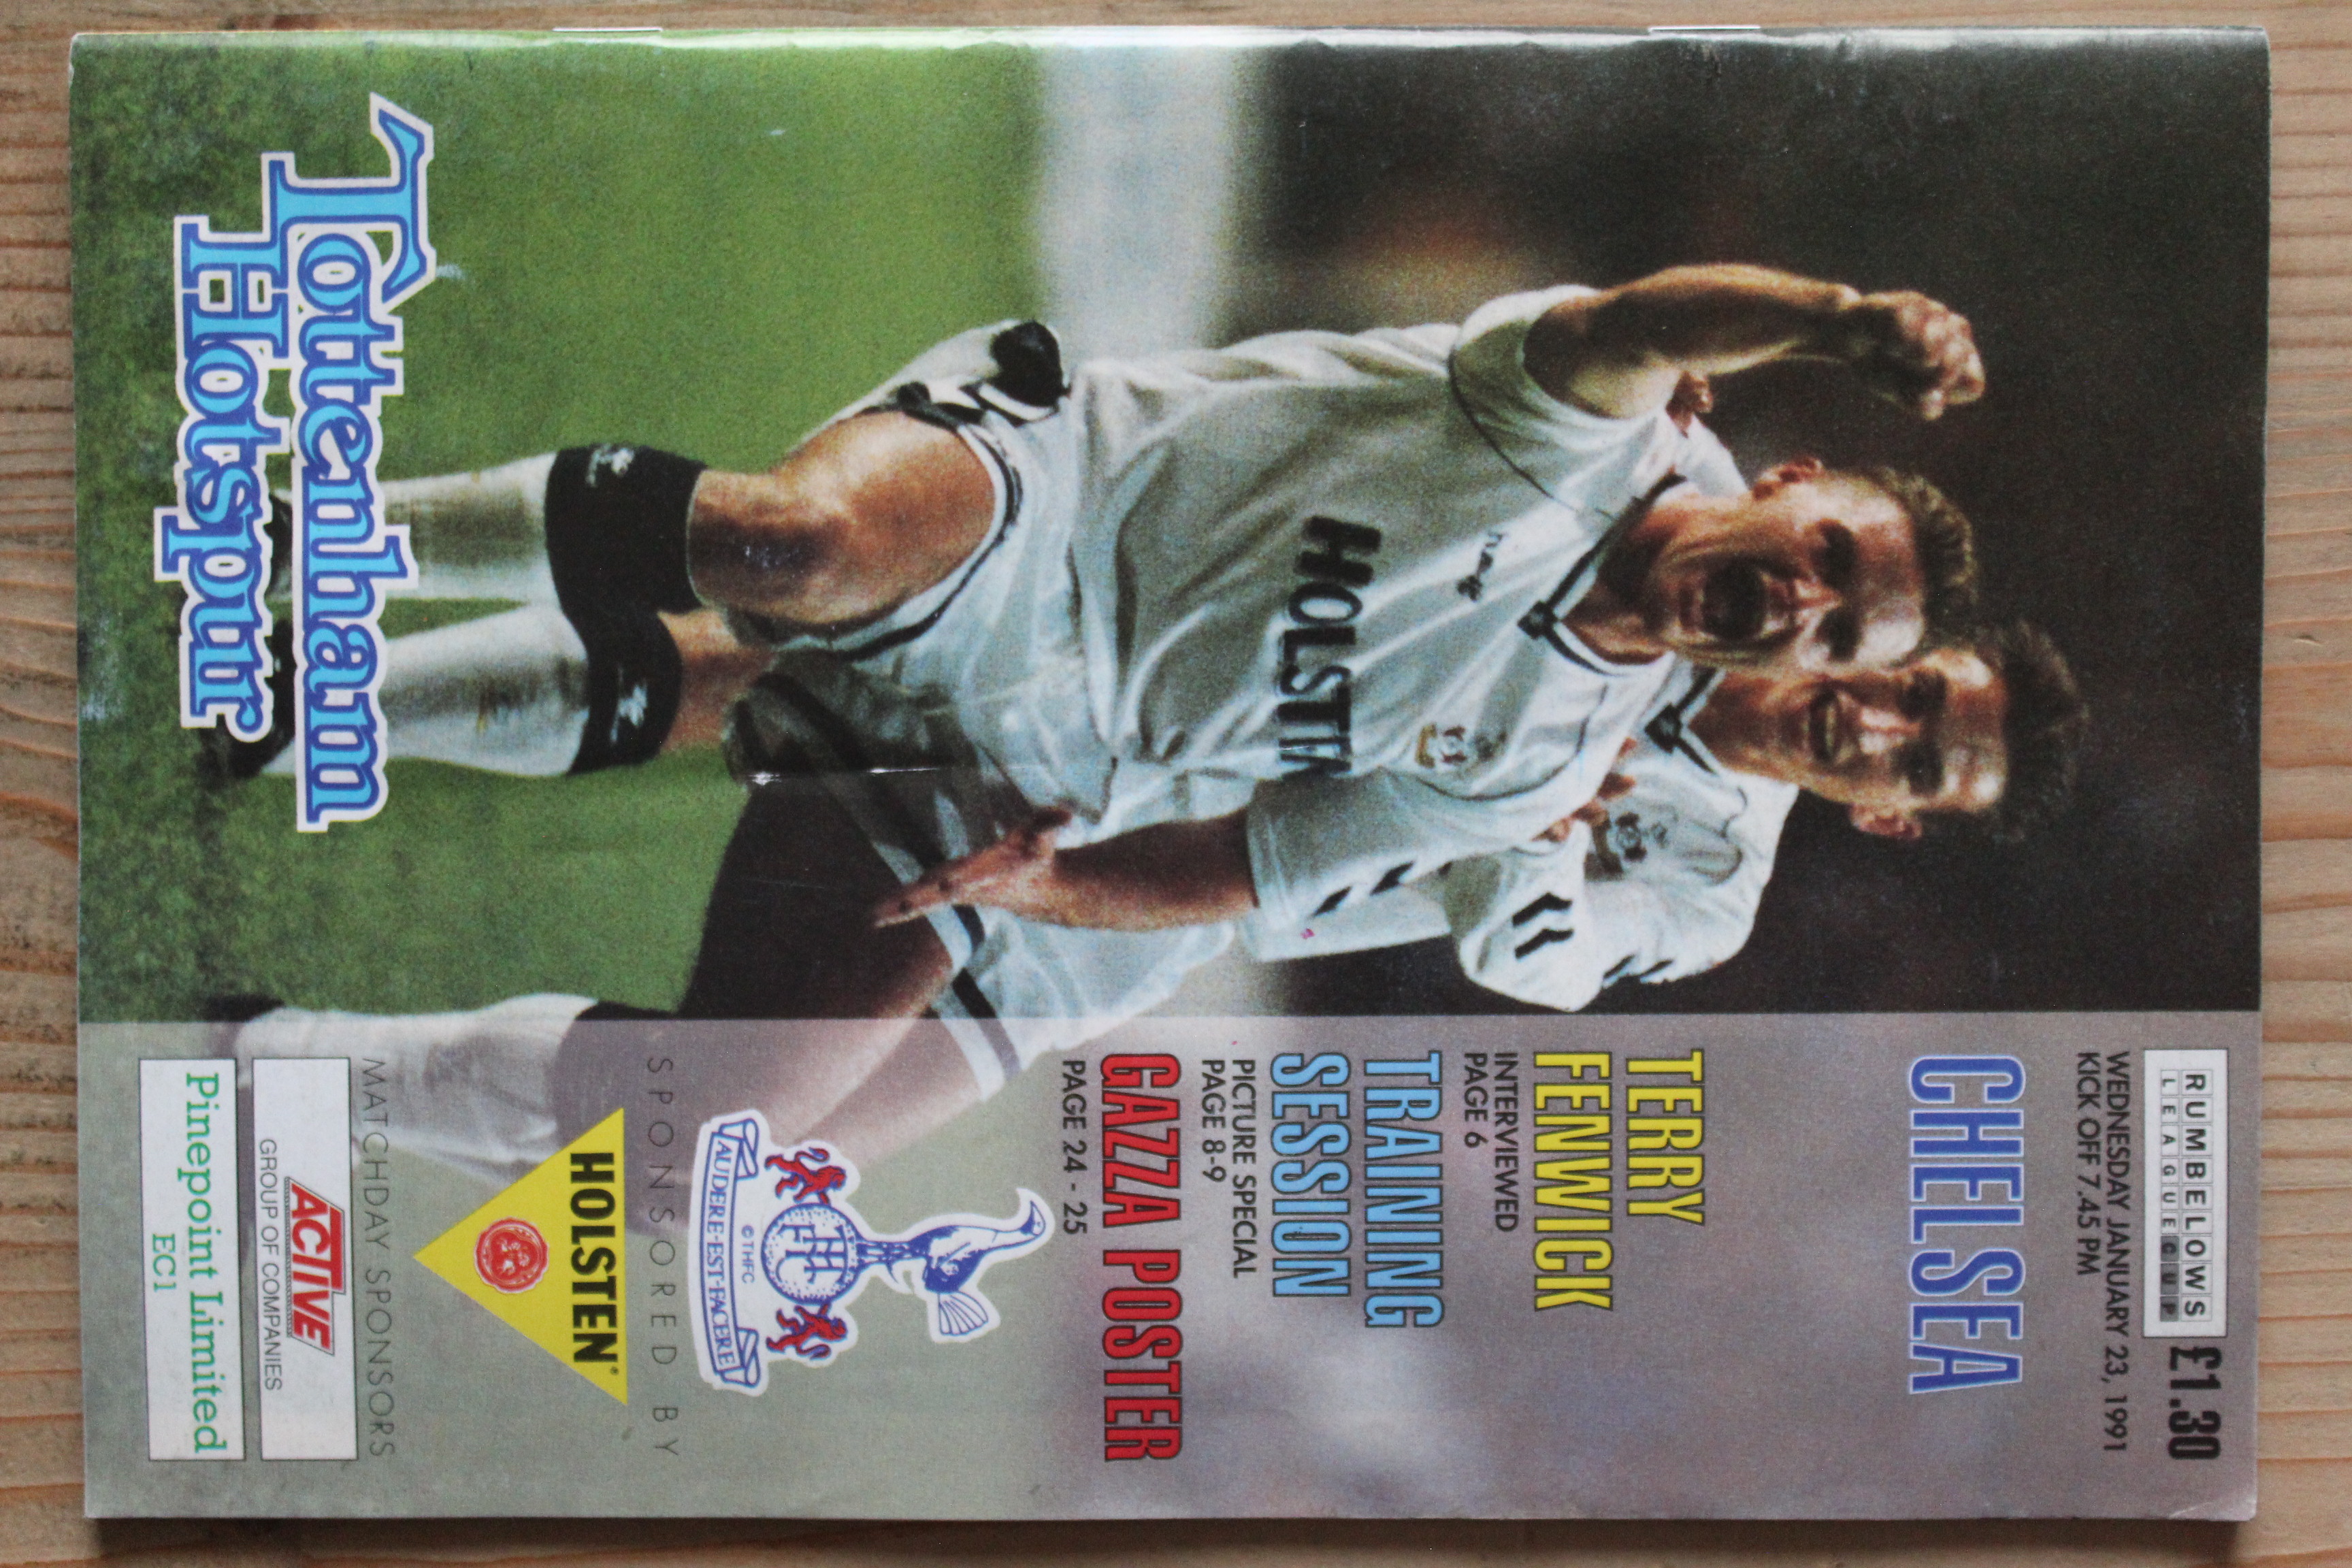 RUMBELOWS
LEAGUE CUP
£1.30
WEDNESDAY JANUARY 23, 1991
KICK OFF 7.45 PM
CHELSEA
TERRY
FENWICK
INTERVIEWED
PAGE 6
TRAINING
SESSION
PICTURE SPECIAL
PAGE 8-9
GAZZA POSTER
PAGE 24 - 25
© THFC
AUDERE·EST·FACERE
SPONSORED BY
HOLSTEN®
MATCHDAY SPONSORS
ACTIVE
GROUP OF COMPANIES
Pinepoint Limited
EC1
hummel
HOLSTEN
Tottenham
Hotspur